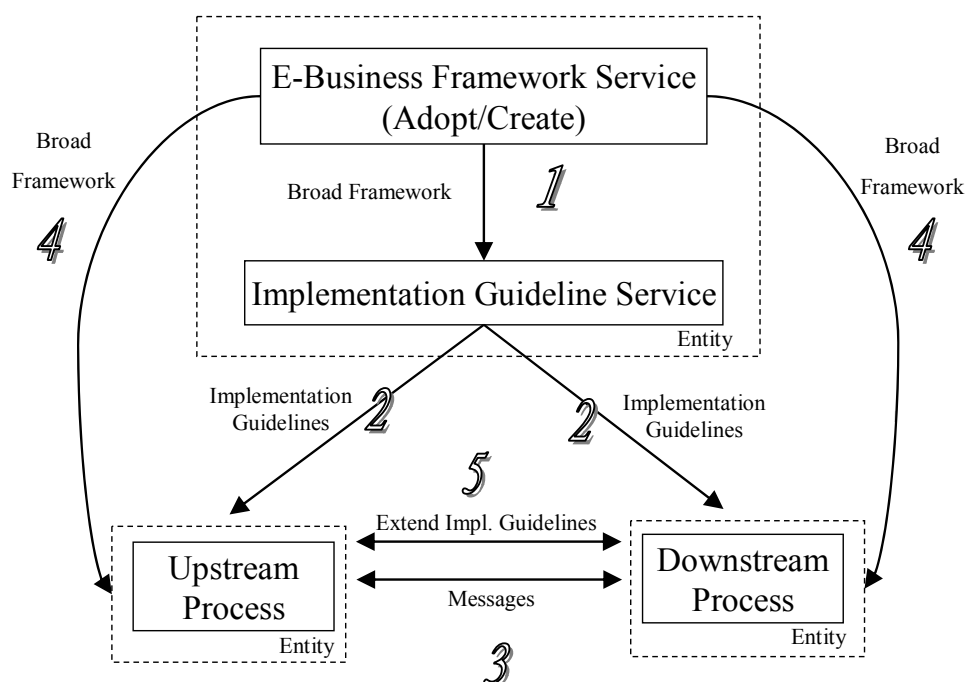 E-Business Framework Service
(Adopt/Create)
Broad
Framework
4
Broad Framework
1
Broad
Framework
4
Implementation Guideline Service
Entity
Implementation
Guidelines
2
2
Implementation
Guidelines
5
Extend Impl. Guidelines
Messages
3
Upstream
Process
Entity
Downstream
Process
Entity